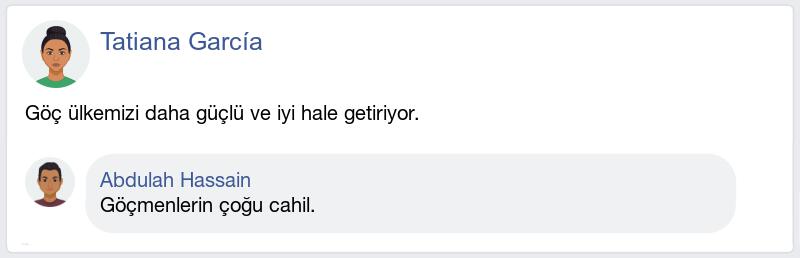 Tatiana García
Göç ülkemizi daha güçlü ve iyi hale getiriyor.
Abdulah Hassain
Göçmenlerin çoğu cahil.